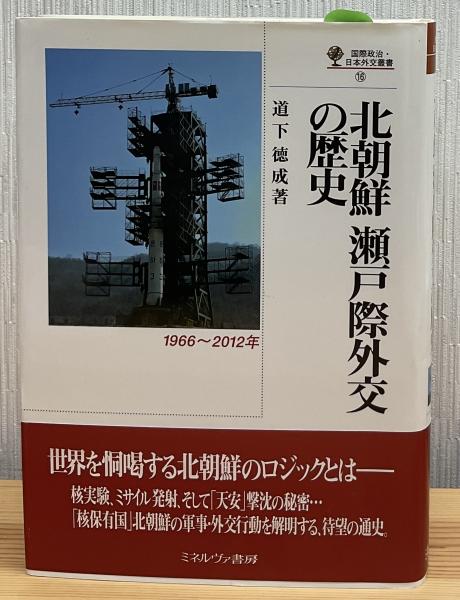 国際政治・
日本外交叢書
⑯
北朝鮮 瀬戸際外交
の歴史
道下徳成著
1966〜2012年
世界を恫喝する北朝鮮のロジックとは――
核実験、ミサイル発射、そして「天安」撃沈の秘密…
「核保有国」北朝鮮の軍事・外交行動を解明する、待望の通史。
ミネルヴァ書房